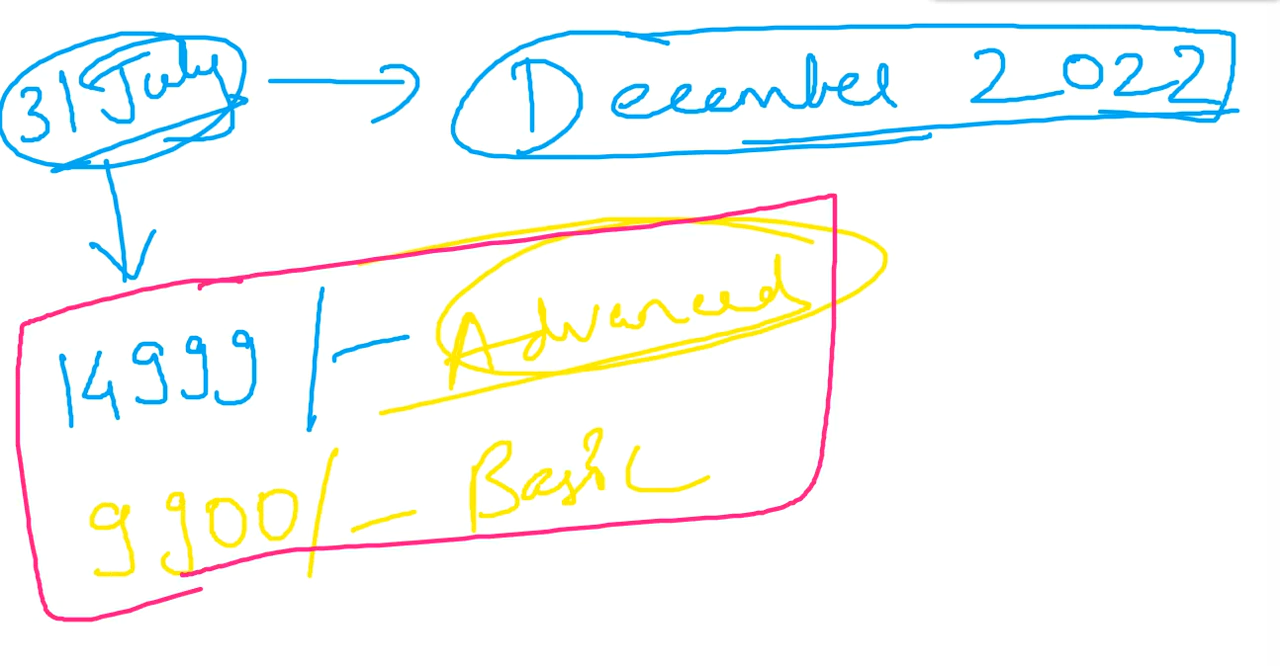 31 July → December 2022
14999/- Advanced
9900/- Basic